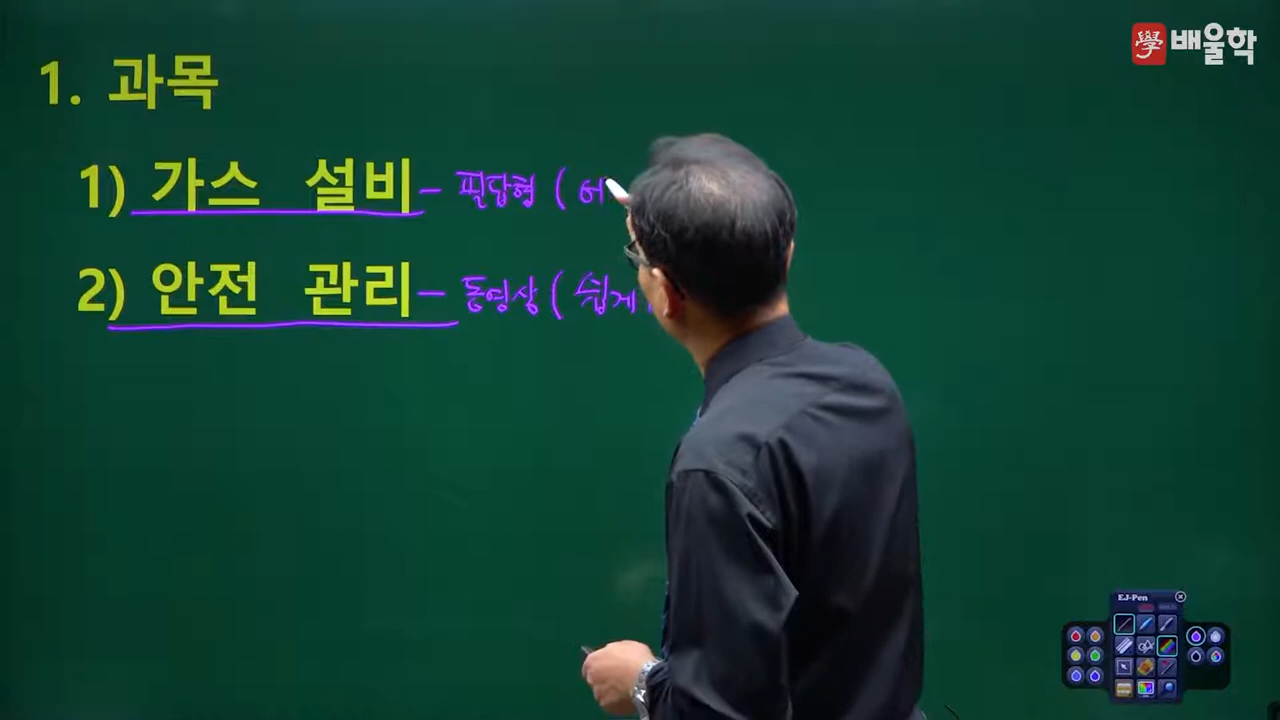 學 배울학
1. 과목
1) 가스 설비 - 필답형 ( 어
2) 안전 관리 - 동영상 ( 쉽게
EJ-Pen